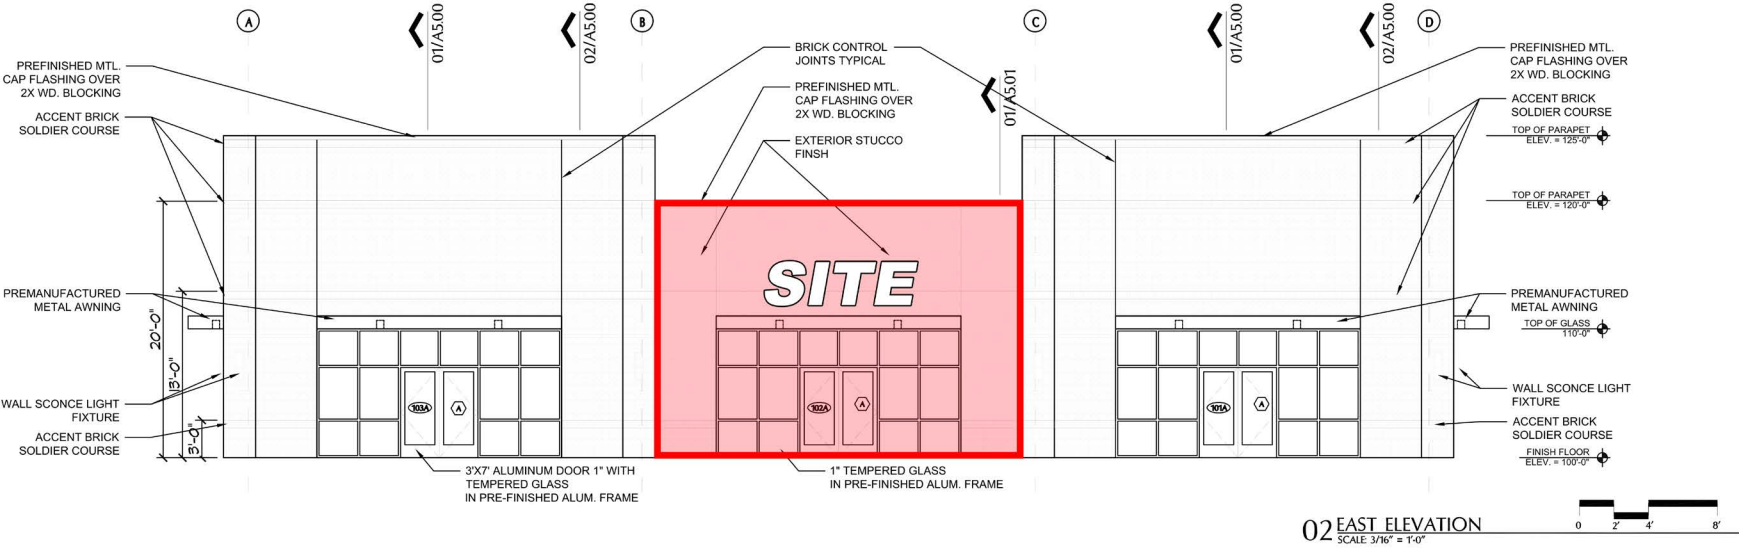 A
01/A5.00
02/A5.00
B
C
01/A5.00
02/A5.00
D
01/A5.01
PREFINISHED MTL.
CAP FLASHING OVER
2X WD. BLOCKING
ACCENT BRICK
SOLDIER COURSE
BRICK CONTROL
JOINTS TYPICAL
PREFINISHED MTL.
CAP FLASHING OVER
2X WD. BLOCKING
EXTERIOR STUCCO
FINSH
PREFINISHED MTL.
CAP FLASHING OVER
2X WD. BLOCKING
ACCENT BRICK
SOLDIER COURSE
TOP OF PARAPET
ELEV. = 125'-0"
TOP OF PARAPET
ELEV. = 120'-0"
SITE
PREMANUFACTURED
METAL AWNING
20'-0"
13'-0"
3'-0"
WALL SCONCE LIGHT
FIXTURE
ACCENT BRICK
SOLDIER COURSE
103A
A
102A
A
101A
A
PREMANUFACTURED
METAL AWNING
TOP OF GLASS
110'-0"
WALL SCONCE LIGHT
FIXTURE
ACCENT BRICK
SOLDIER COURSE
FINISH FLOOR
ELEV. = 100'-0"
3'X7' ALUMINUM DOOR 1" WITH
TEMPERED GLASS
IN PRE-FINISHED ALUM. FRAME
1" TEMPERED GLASS
IN PRE-FINISHED ALUM. FRAME
02 EAST ELEVATION
SCALE: 3/16" = 1'-0"
0 2' 4' 8'